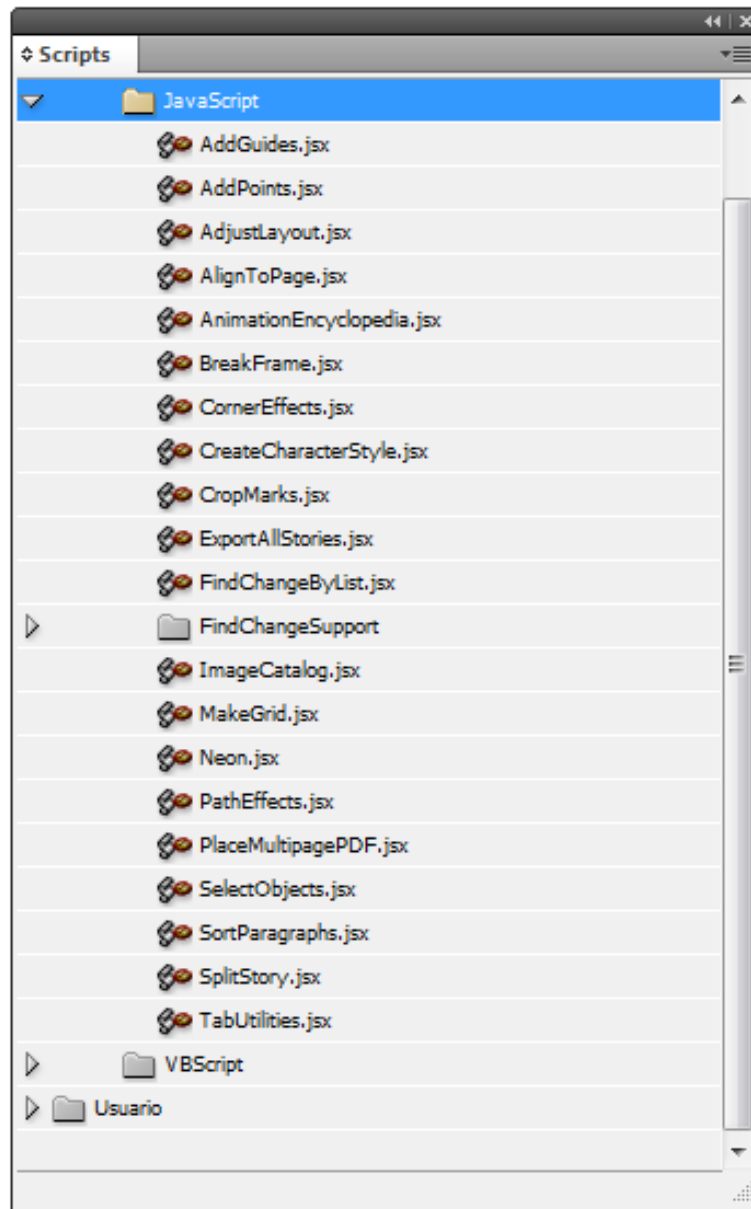 Scripts
JavaScript
AddGuides.jsx
AddPoints.jsx
AdjustLayout.jsx
AlignToPage.jsx
AnimationEncyclopedia.jsx
BreakFrame.jsx
CornerEffects.jsx
CreateCharacterStyle.jsx
CropMarks.jsx
ExportAllStories.jsx
FindChangeByList.jsx
FindChangeSupport
ImageCatalog.jsx
MakeGrid.jsx
Neon.jsx
PathEffects.jsx
PlaceMultipagePDF.jsx
SelectObjects.jsx
SortParagraphs.jsx
SplitStory.jsx
TabUtilities.jsx
VBScript
Usuario